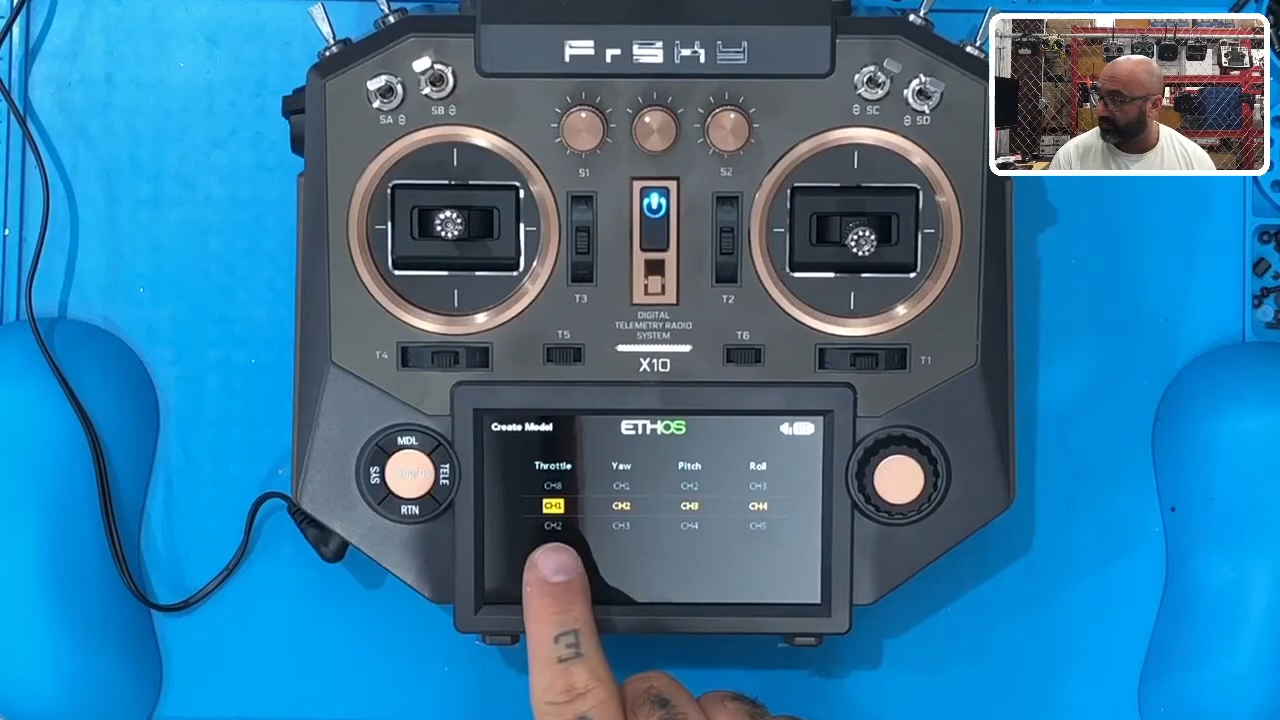 FrSKY
SA
SB
SC
SD
S1
S2
T3
T2
DIGITAL
TELEMETRY RADIO
SYSTEM
X10
T5
T6
T4
T1
MDL
SYS
TELE
RTN
Create Model
ETHOS
Throttle Yaw Pitch Roll
CH8 CH1 CH2 CH3
CH1 CH2 CH3 CH4
CH2 CH3 CH4 CH5